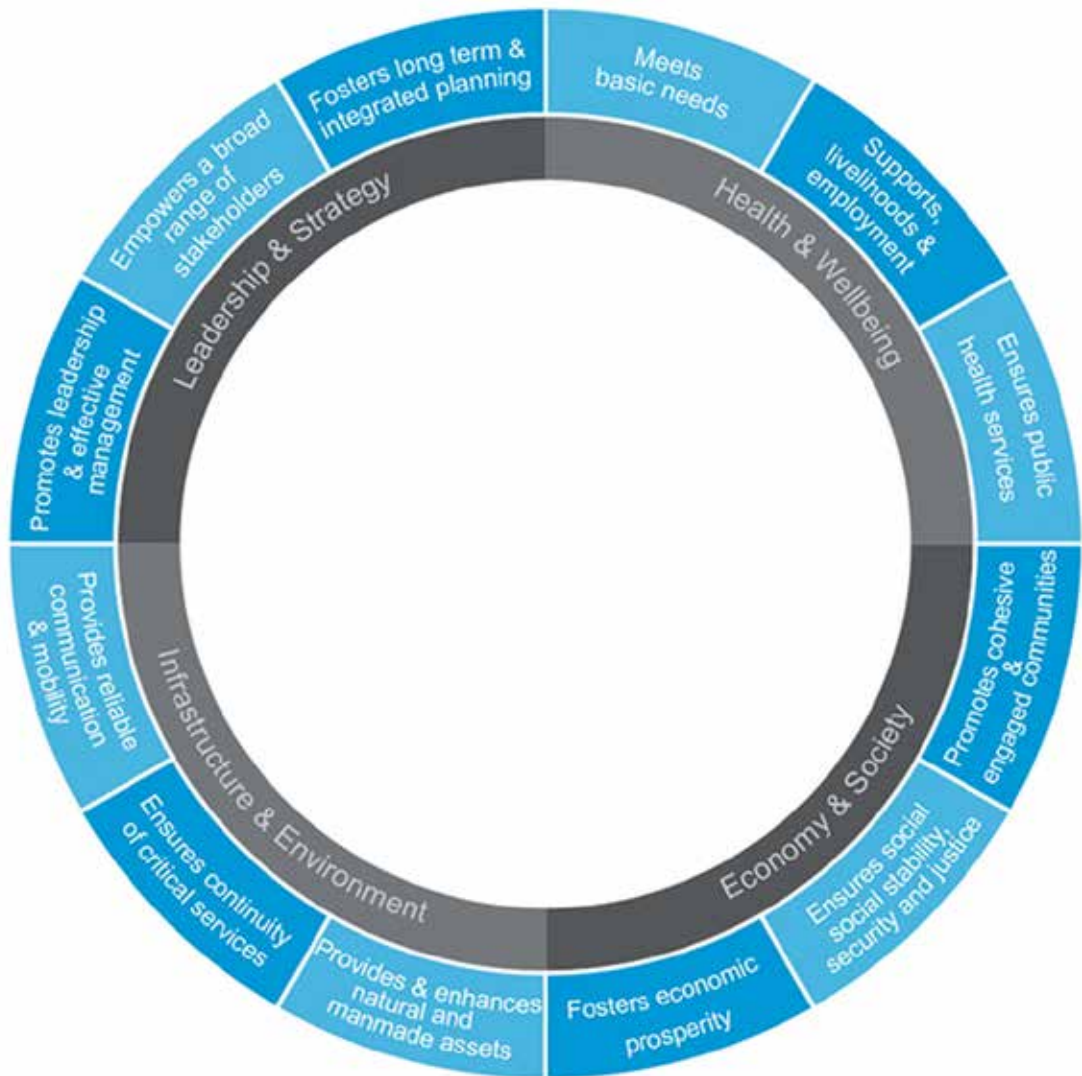 Meets
basic needs
Supports,
livelihoods &
employment
Ensures public
health services
Promotes cohesive
&
engaged communities
Ensures social
social stability,
security and justice
Fosters economic
prosperity
Provides & enhances
natural and
manmade assets
Ensures continuity
of critical services
Provides reliable
communication
& mobility
Promotes leadership
& effective
management
Empowers a broad
range of
stakeholders
Fosters long term &
integrated planning
Health & Wellbeing
Economy & Society
Infrastructure & Environment
Leadership & Strategy